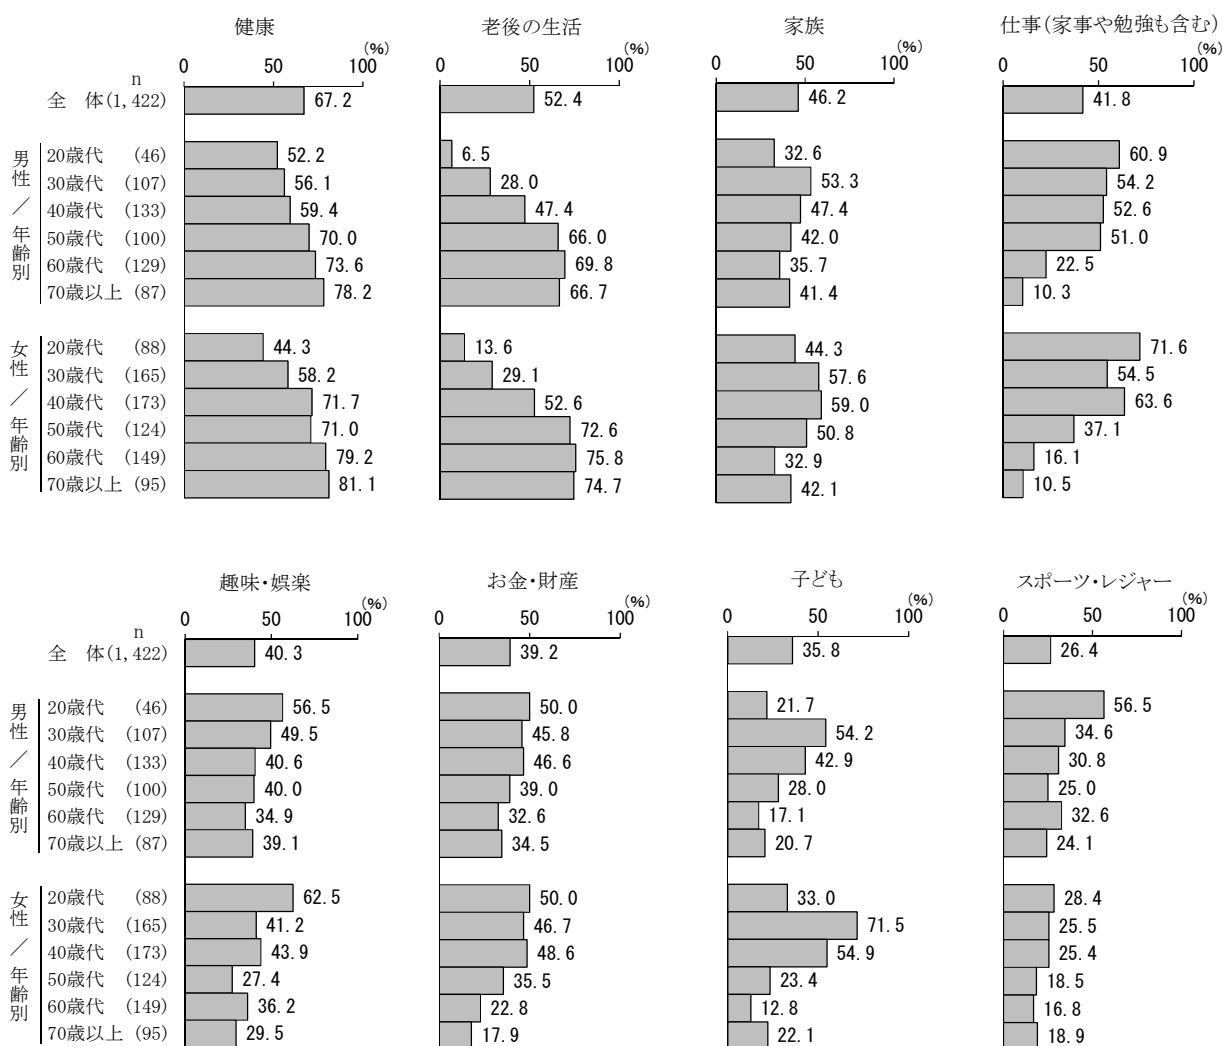 健康 老後の生活 家族 仕事(家事や勉強も含む)
(%) (%) (%) (%)
n 0 50 100 0 50 100 0 50 100 0 50 100
全 体(1,422) 67.2 52.4 46.2 41.8
男性／年齢別
20歳代 (46) 52.2 6.5 32.6 60.9
30歳代 (107) 56.1 28.0 53.3 54.2
40歳代 (133) 59.4 47.4 47.4 52.6
50歳代 (100) 70.0 66.0 42.0 51.0
60歳代 (129) 73.6 69.8 35.7 22.5
70歳以上 (87) 78.2 66.7 41.4 10.3
女性／年齢別
20歳代 (88) 44.3 13.6 44.3 71.6
30歳代 (165) 58.2 29.1 57.6 54.5
40歳代 (173) 71.7 52.6 59.0 63.6
50歳代 (124) 71.0 72.6 50.8 37.1
60歳代 (149) 79.2 75.8 32.9 16.1
70歳以上 (95) 81.1 74.7 42.1 10.5
趣味・娯楽 お金・財産 子ども スポーツ・レジャー
(%) (%) (%) (%)
n 0 50 100 0 50 100 0 50 100 0 50 100
全 体(1,422) 40.3 39.2 35.8 26.4
男性／年齢別
20歳代 (46) 56.5 50.0 21.7 56.5
30歳代 (107) 49.5 45.8 54.2 34.6
40歳代 (133) 40.6 46.6 42.9 30.8
50歳代 (100) 40.0 39.0 28.0 25.0
60歳代 (129) 34.9 32.6 17.1 32.6
70歳以上 (87) 39.1 34.5 20.7 24.1
女性／年齢別
20歳代 (88) 62.5 50.0 33.0 28.4
30歳代 (165) 41.2 46.7 71.5 25.5
40歳代 (173) 43.9 48.6 54.9 25.4
50歳代 (124) 27.4 35.5 23.4 18.5
60歳代 (149) 36.2 22.8 12.8 16.8
70歳以上 (95) 29.5 17.9 22.1 18.9